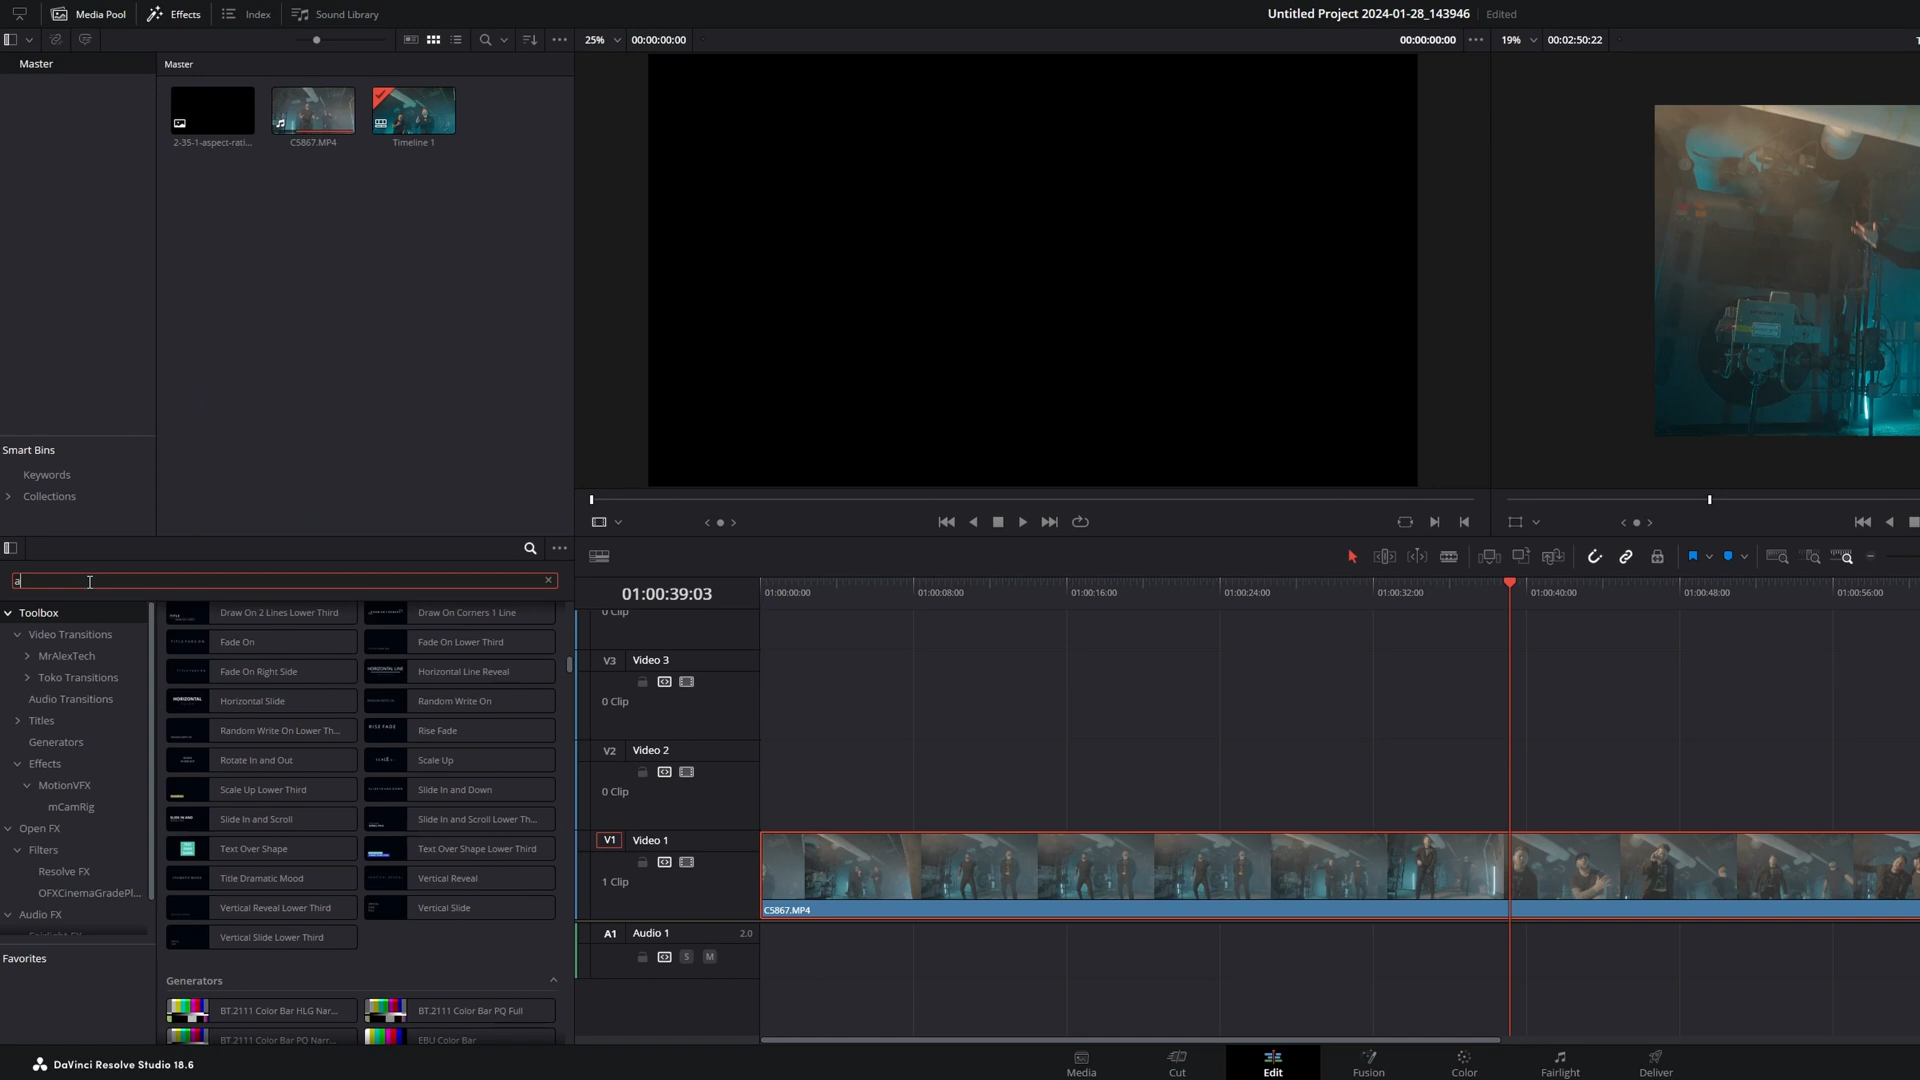 Media Pool Effects Index Sound Library Untitled Project 2024-01-28_143946 Edited
25% 00:00:00:00 00:00:00:00 19% 00:02:50:22
Master Master
2-35-1-aspect-rati... C5867.MP4 Timeline 1
Smart Bins
Keywords
Collections
a
Toolbox
Video Transitions
MrAlexTech
Toko Transitions
Audio Transitions
Titles
Generators
Effects
MotionVFX
mCamRig
Open FX
Filters
Resolve FX
OFXCinemaGradePl...
Audio FX
Favorites
Draw On 2 Lines Lower Third Draw On Corners 1 Line
Fade On Fade On Lower Third
Fade On Right Side Horizontal Line Reveal
Horizontal Slide Random Write On
Random Write On Lower Th... Rise Fade
Rotate In and Out Scale Up
Scale Up Lower Third Slide In and Down
Slide In and Scroll Slide In and Scroll Lower Th...
Text Over Shape Text Over Shape Lower Third
Title Dramatic Mood Vertical Reveal
Vertical Reveal Lower Third Vertical Slide
Vertical Slide Lower Third
Generators
BT.2111 Color Bar HLG Nar... BT.2111 Color Bar PQ Full
BT.2111 Color Bar PQ Narr... EBU Color Bar
01:00:39:03 01:00:00:00 01:00:08:00 01:00:16:00 01:00:24:00 01:00:32:00 01:00:40:00 01:00:48:00 01:00:56:00
0 Clip
V3 Video 3
0 Clip
V2 Video 2
0 Clip
V1 Video 1
1 Clip
C5867.MP4
A1 Audio 1 2.0
S M
DaVinci Resolve Studio 18.6 Media Cut Edit Fusion Color Fairlight Deliver